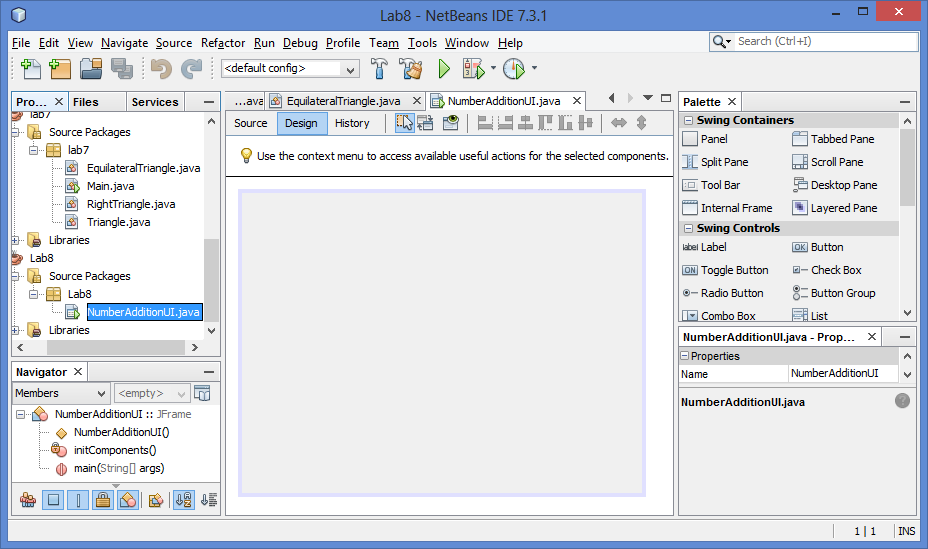 Lab8 - NetBeans IDE 7.3.1
File Edit View Navigate Source Refactor Run Debug Profile Team Tools Window Help
Search (Ctrl+I)
<default config>
Pro... Files Services
lab7
Source Packages
lab7
EquilateralTriangle.java
Main.java
RightTriangle.java
Triangle.java
Libraries
Lab8
Source Packages
Lab8
NumberAdditionUI.java
Libraries
Navigator
Members <empty>
NumberAdditionUI :: JFrame
NumberAdditionUI()
initComponents()
main(String[] args)
...ava EquilateralTriangle.java NumberAdditionUI.java
Source Design History
Use the context menu to access available useful actions for the selected components.
Palette
Swing Containers
Panel Tabbed Pane
Split Pane Scroll Pane
Tool Bar Desktop Pane
Internal Frame Layered Pane
Swing Controls
label Label OK Button
ON Toggle Button Check Box
Radio Button Button Group
Combo Box List
NumberAdditionUI.java - Prop...
Properties
Name NumberAdditionUI
NumberAdditionUI.java
1 | 1 INS